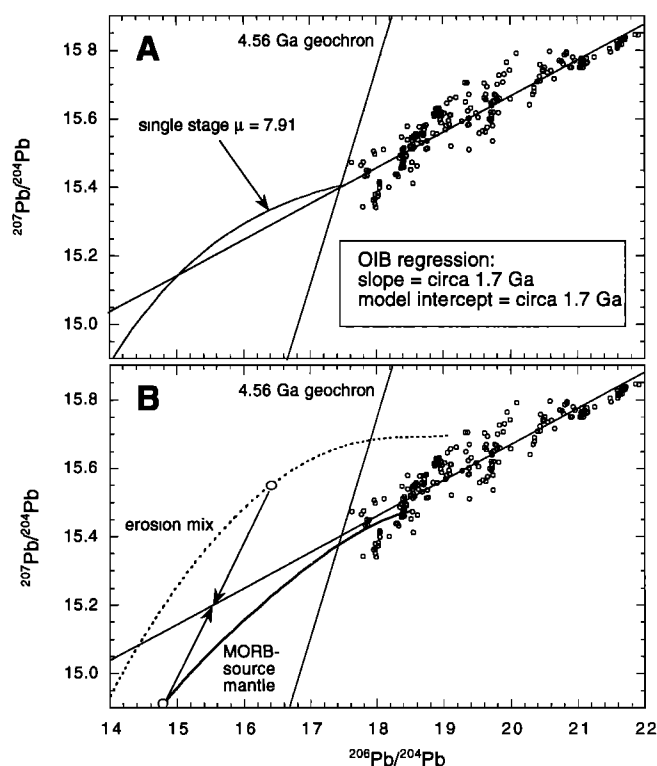 A
4.56 Ga geochron
single stage μ = 7.91
15.8
15.6
15.4
15.2
15.0
207Pb/204Pb
OIB regression:
slope = circa 1.7 Ga
model intercept = circa 1.7 Ga
B
4.56 Ga geochron
15.8
15.6
15.4
15.2
15.0
207Pb/204Pb
erosion mix
MORB-
source
mantle
14 15 16 17 18 19 20 21 22
206Pb/204Pb